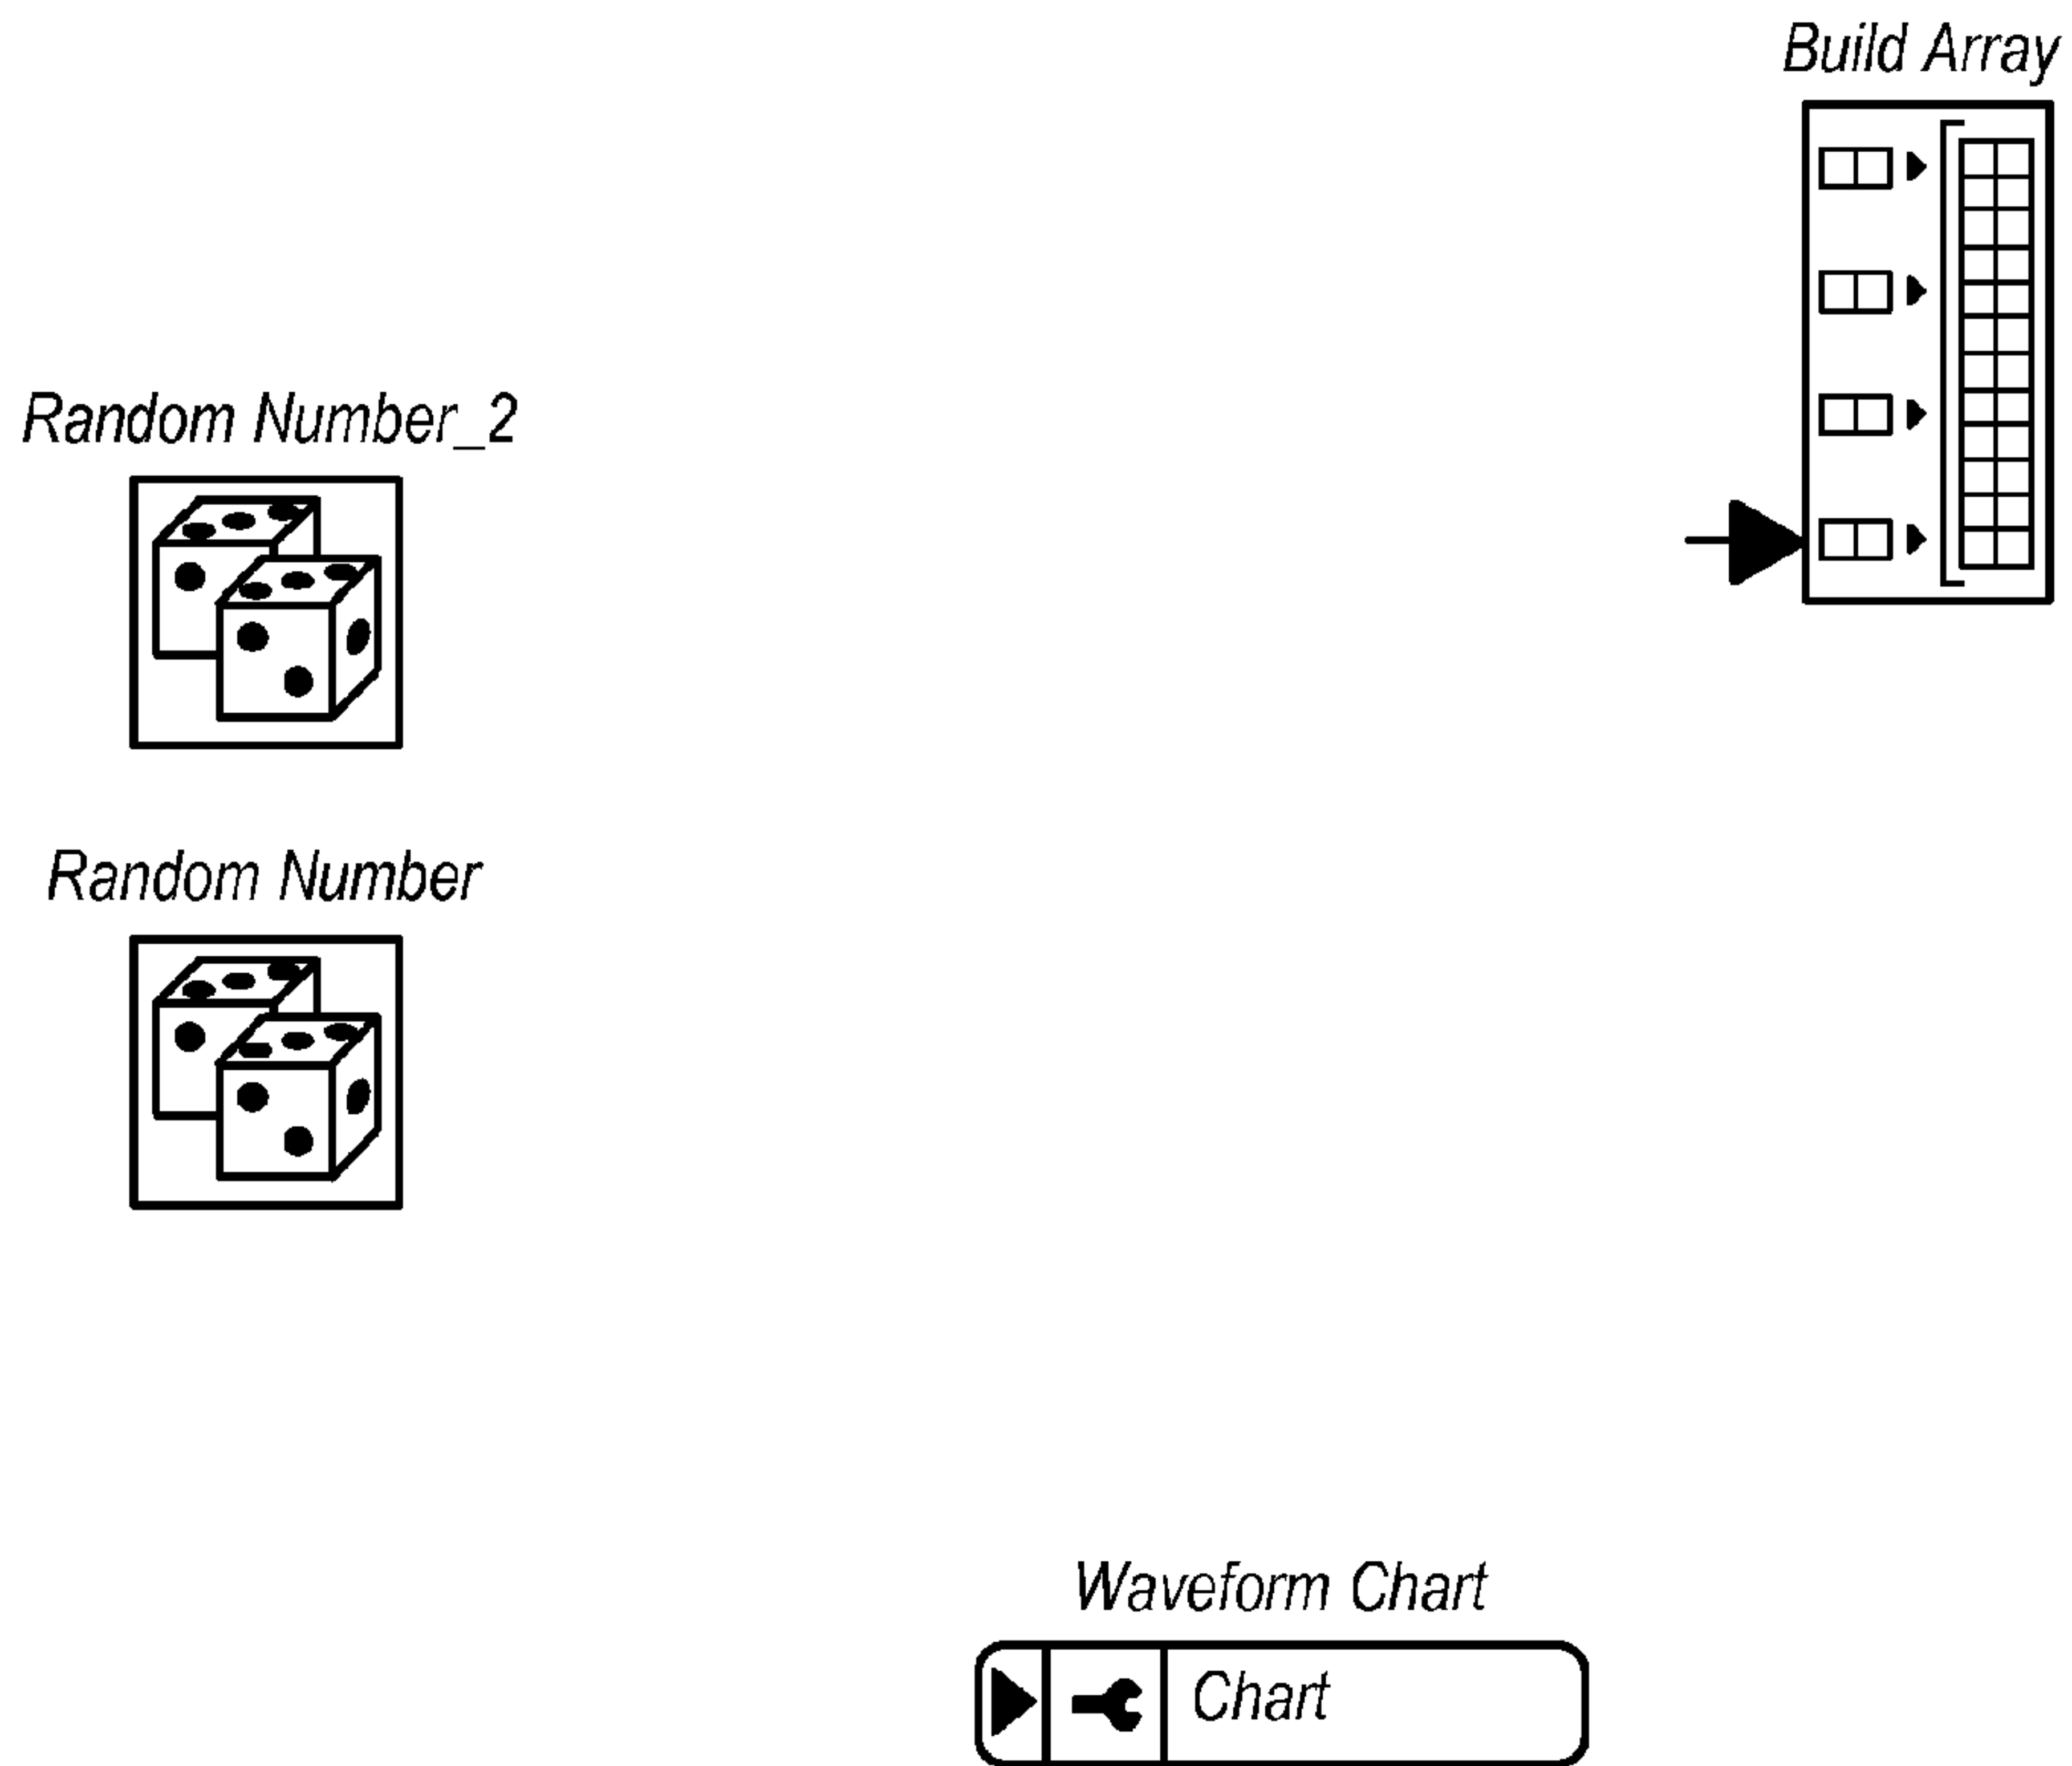 Build Array
Random Number_2
Random Number
Waveform Chart
Chart